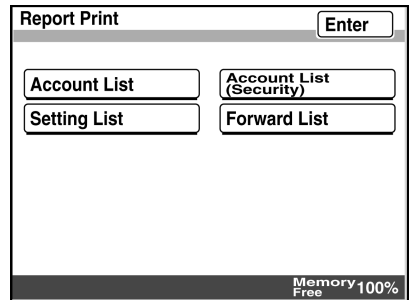 Report Print
Enter
Account List
Account List
(Security)
Setting List
Forward List
Memory
Free 100%